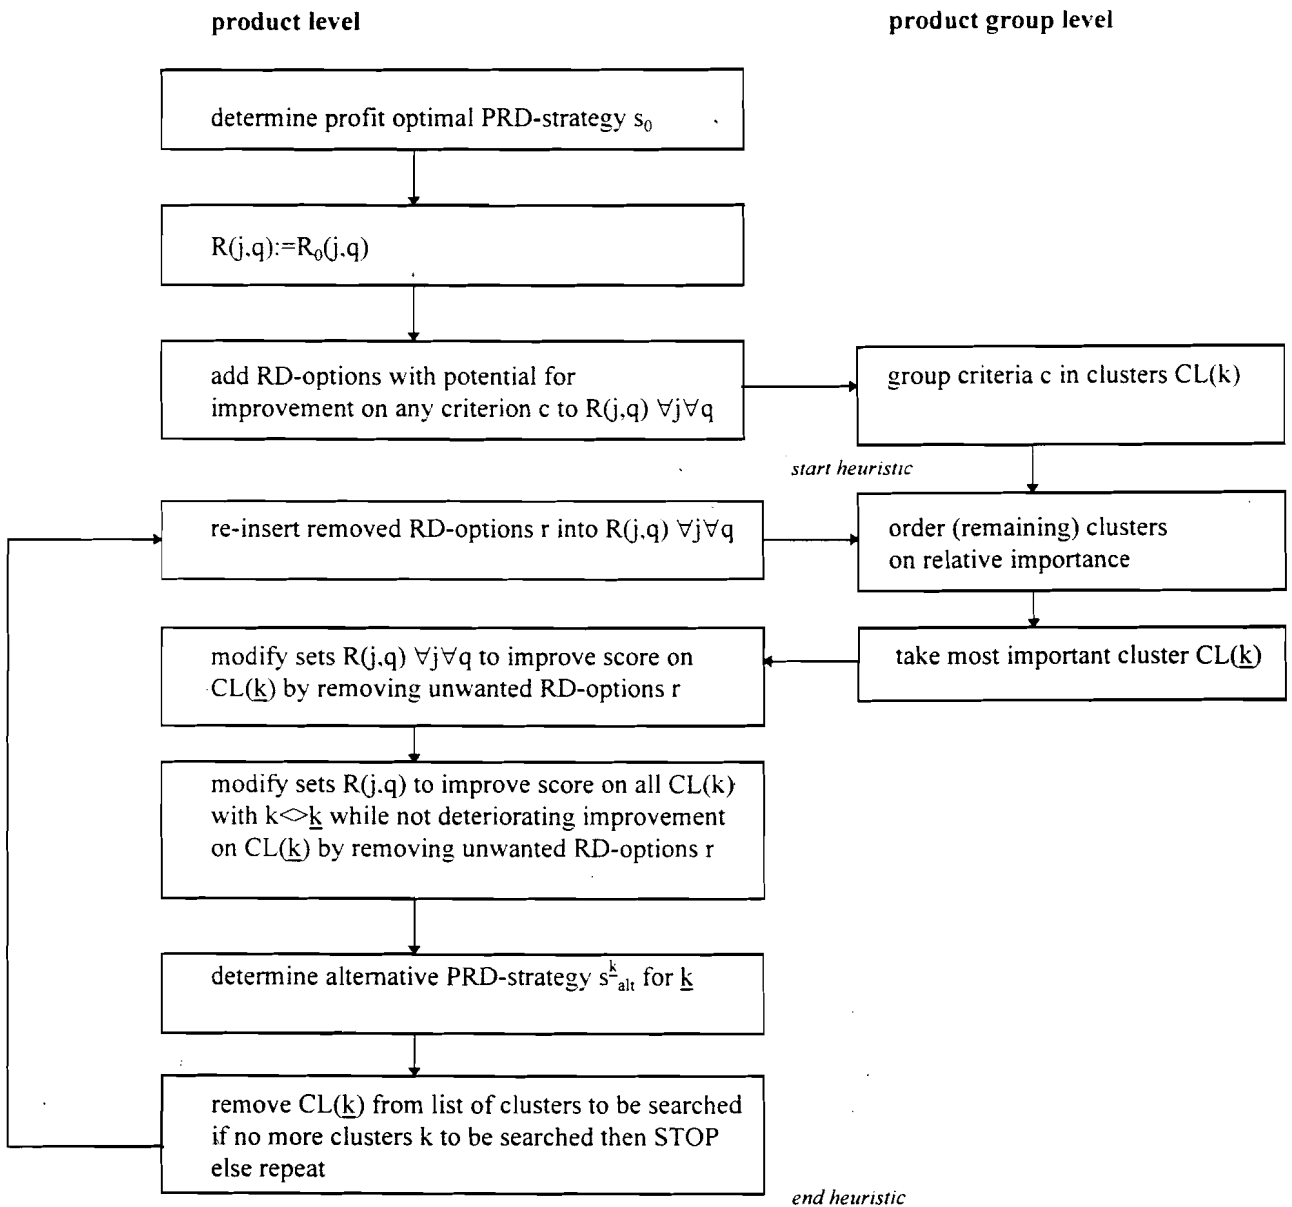 product level
product group level
determine profit optimal PRD-strategy s₀
R(j,q):=R₀(j,q)
add RD-options with potential for
improvement on any criterion c to R(j,q) ∀j∀q
group criteria c in clusters CL(k)
start heuristic
re-insert removed RD-options r into R(j,q) ∀j∀q
order (remaining) clusters
on relative importance
take most important cluster CL(k̲)
modify sets R(j,q) ∀j∀q to improve score on
CL(k̲) by removing unwanted RD-options r
modify sets R(j,q) to improve score on all CL(k)
with k<>k̲ while not deteriorating improvement
on CL(k̲) by removing unwanted RD-options r
determine alternative PRD-strategy s^k̲_alt for k̲
remove CL(k̲) from list of clusters to be searched
if no more clusters k to be searched then STOP
else repeat
end heuristic